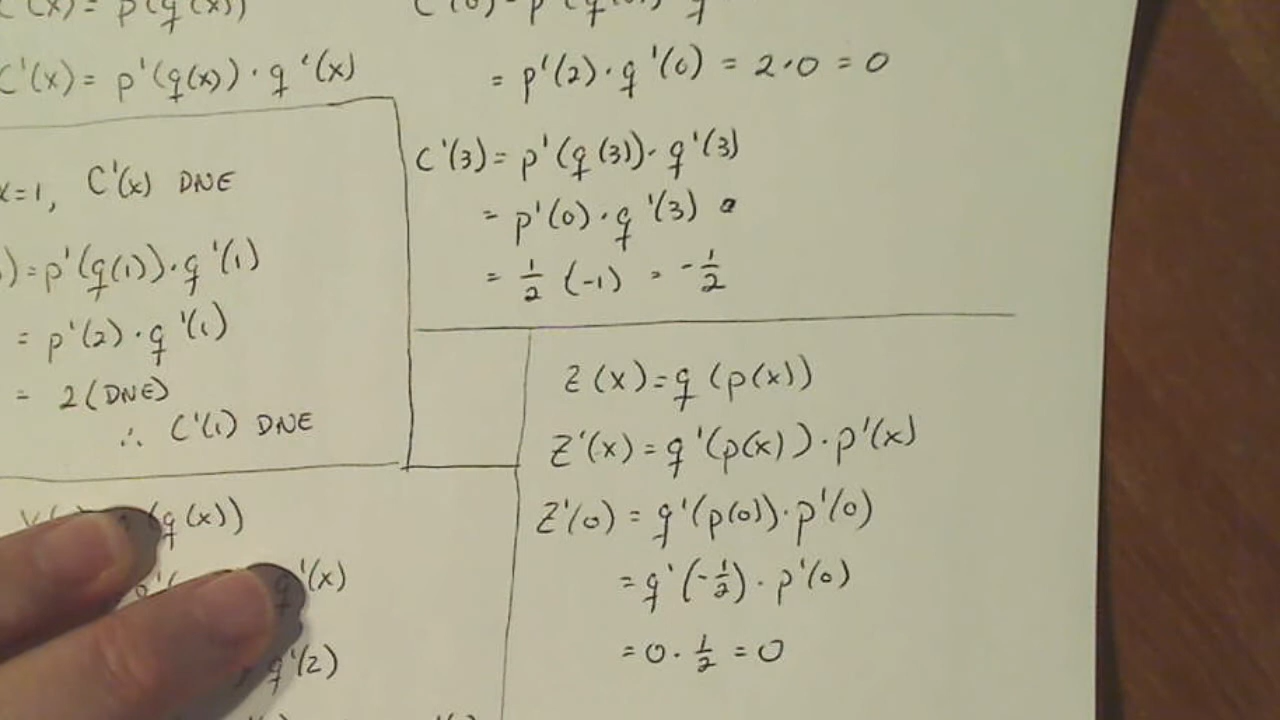 C(x) = p(q(x))
C'(x) = p'(q(x)) · q'(x)
x=1, C'(x) DNE
) = p'(q(1)) · q'(1)
= p'(2) · q'(1)
= 2 (DNE)
∴ C'(1) DNE
(q(x))
q'(x)
q'(2)
= p'(2) · q'(0) = 2·0 = 0
C'(3) = p'(q(3)) · q'(3)
= p'(0) · q'(3)
= 1/2 (-1) = -1/2
Z(x) = q(p(x))
Z'(x) = q'(p(x)) · p'(x)
Z'(0) = q'(p(0)) · p'(0)
= q'(-1/2) · p'(0)
= 0 · 1/2 = 0